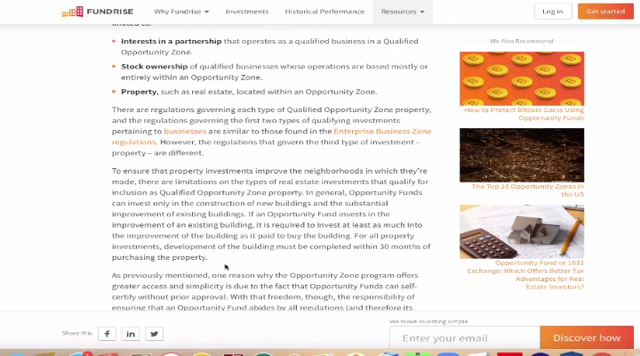 FUNDRISE
Why Fundrise
Investments
Historical Performance
Resources
Log in
Get started
limited to:
Interests in a partnership that operates as a qualified business in a Qualified
Opportunity Zone.
Stock ownership of qualified businesses whose operations are based mostly or
entirely within an Opportunity Zone.
Property, such as real estate, located within an Opportunity Zone.
There are regulations governing each type of Qualified Opportunity Zone property,
and the regulations governing the first two types of qualifying investments
pertaining to businesses are similar to those found in the Enterprise Business Zone
regulations. However, the regulations that govern the third type of investment –
property – are different.
To ensure that property investments improve the neighborhoods in which they're
made, there are limitations on the types of real estate investments that qualify for
inclusion as Qualified Opportunity Zone property. In general, Opportunity Funds
can invest only in the construction of new buildings and the substantial
improvement of existing buildings. If an Opportunity Fund invests in the
improvement of an existing building, it is required to invest at least as much into
the improvement of the building as it paid to buy the building. For all property
investments, development of the building must be completed within 30 months of
purchasing the property.
As previously mentioned, one reason why the Opportunity Zone program offers
greater access and simplicity is due to the fact that Opportunity Funds can self-
certify without prior approval. With that freedom, though, the responsibility of
ensuring that an Opportunity Fund abides by all regulations (and therefore its
We Also Recommend
How to Protect Bitcoin Gains Using
Opportunity Funds
The Top 10 Opportunity Zones in
the US
Opportunity Fund or 1031
Exchange: Which Offers Better Tax
Advantages for Real
Estate Investors?
Share this
We make investing simple
Enter your email
Discover how